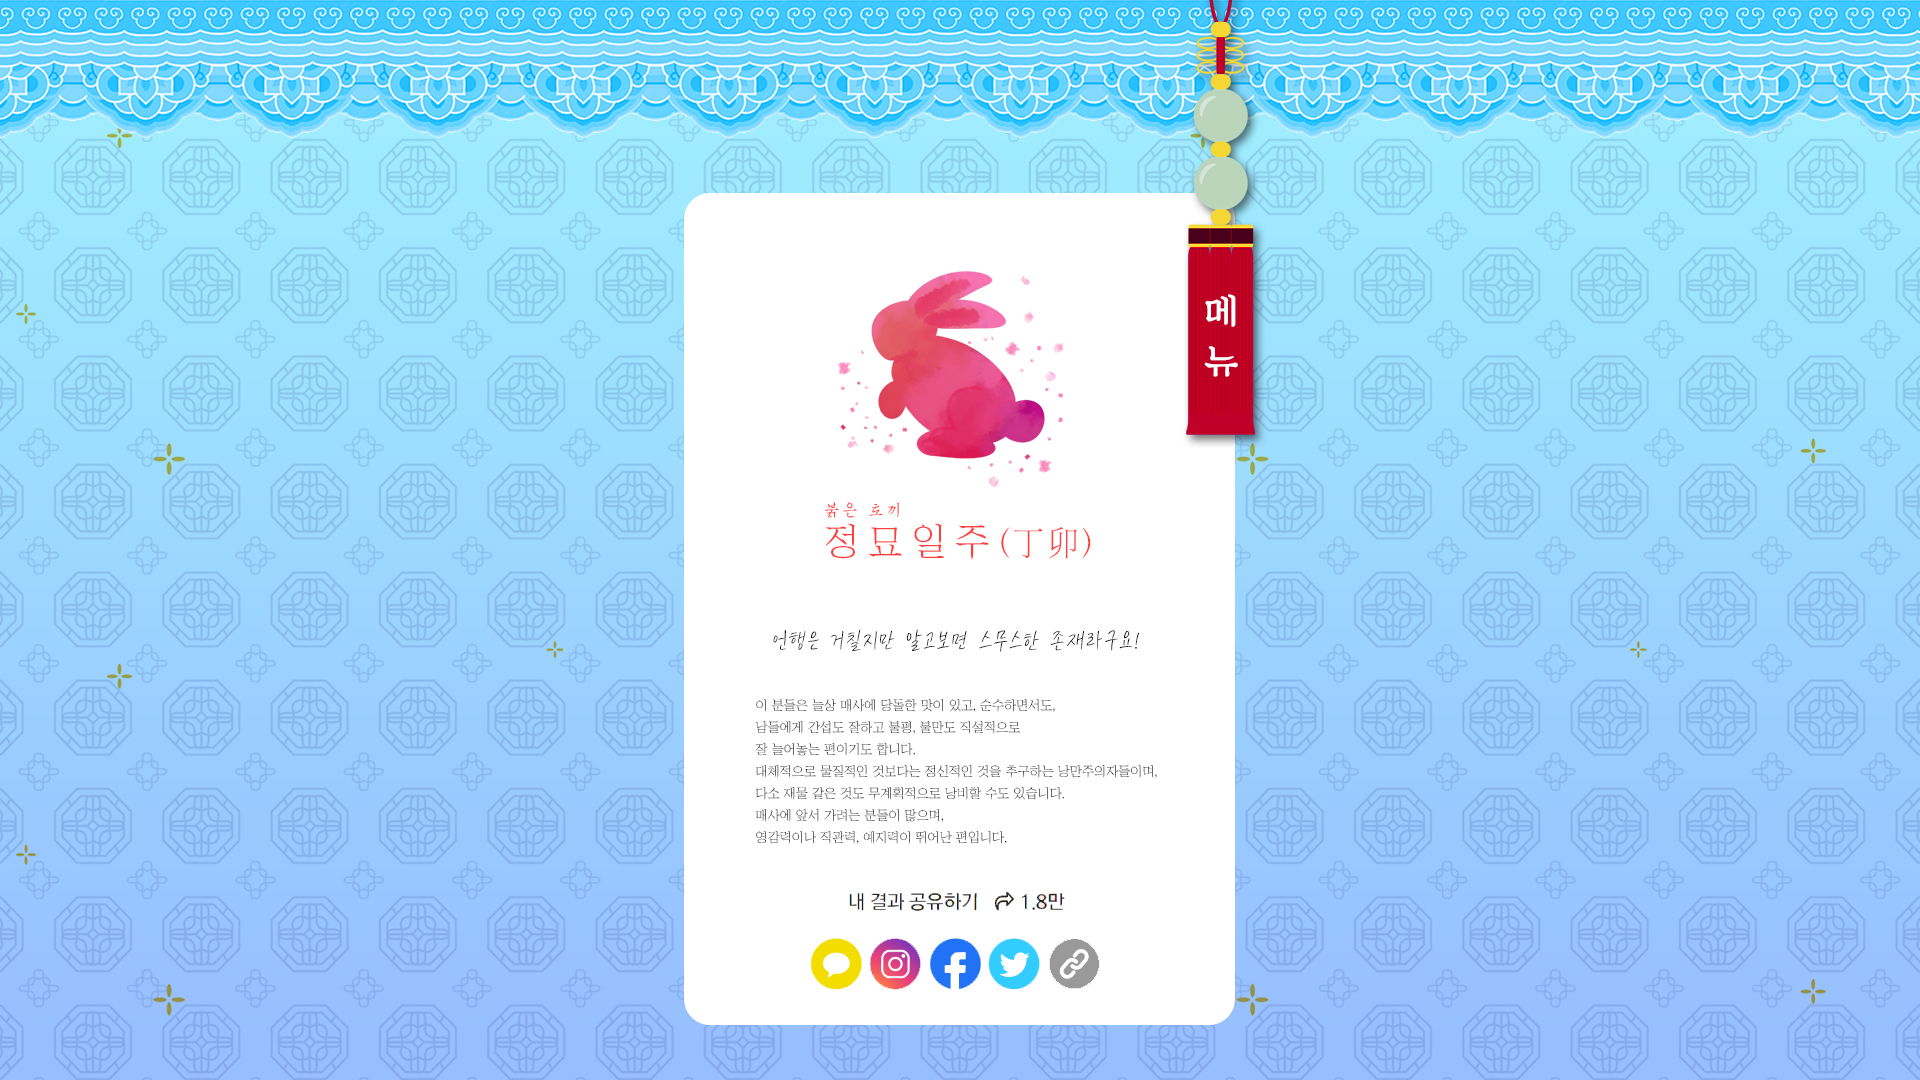 메
뉴
붉은 토끼
정묘일주(丁卯)
언행은 거칠지만 알고보면 스무스한 존재라구요!
이 분들은 늘상 매사에 당돌한 맛이 있고, 순수하면서도,
남들에게 간섭도 잘하고 불평, 불만도 직설적으로
잘 늘어놓는 편이기도 합니다.
대체적으로 물질적인 것보다는 정신적인 것을 추구하는 낭만주의자들이며,
다소 재물 같은 것도 무계획적으로 낭비할 수도 있습니다.
매사에 앞서 가려는 분들이 많으며,
영감력이나 직관력, 예지력이 뛰어난 편입니다.
내 결과 공유하기 1.8만